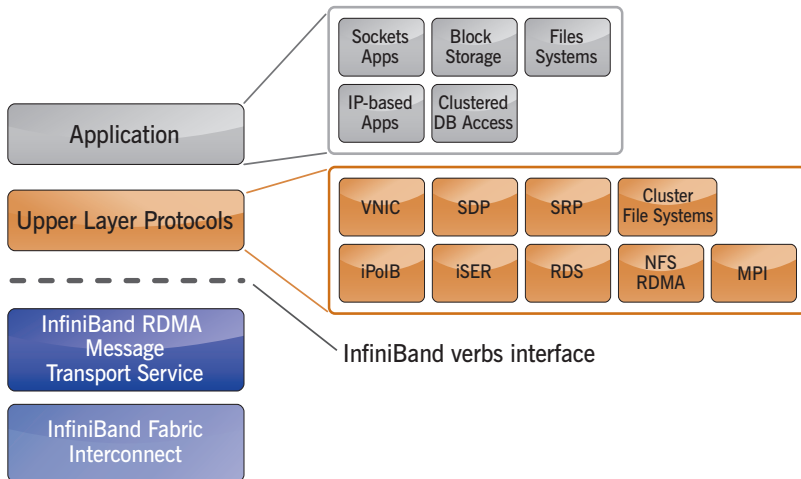 Sockets
Apps
Block
Storage
Files
Systems
IP-based
Apps
Clustered
DB Access
Application
Upper Layer Protocols
VNIC
SDP
SRP
Cluster
File Systems
iPoIB
iSER
RDS
NFS
RDMA
MPI
InfiniBand verbs interface
InfiniBand RDMA
Message
Transport Service
InfiniBand Fabric
Interconnect